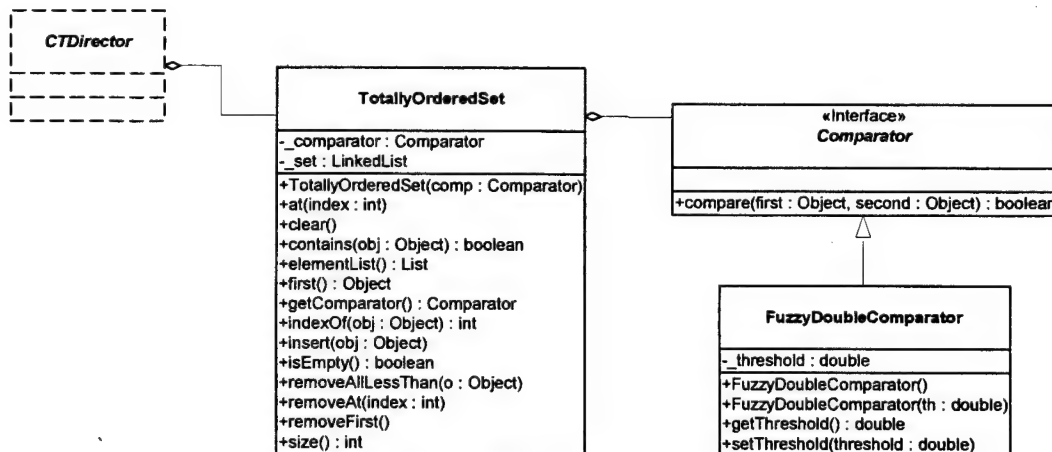 CTDirector
TotallyOrderedSet
-_comparator : Comparator
-_set : LinkedList
+TotallyOrderedSet(comp : Comparator)
+at(index : int)
+clear()
+contains(obj : Object) : boolean
+elementList() : List
+first() : Object
+getComparator() : Comparator
+indexOf(obj : Object) : int
+insert(obj : Object)
+isEmpty() : boolean
+removeAllLessThan(o : Object)
+removeAt(index : int)
+removeFirst()
+size() : int
«Interface»
Comparator
+compare(first : Object, second : Object) : boolean
FuzzyDoubleComparator
-_threshold : double
+FuzzyDoubleComparator()
+FuzzyDoubleComparator(th : double)
+getThreshold() : double
+setThreshold(threshold : double)